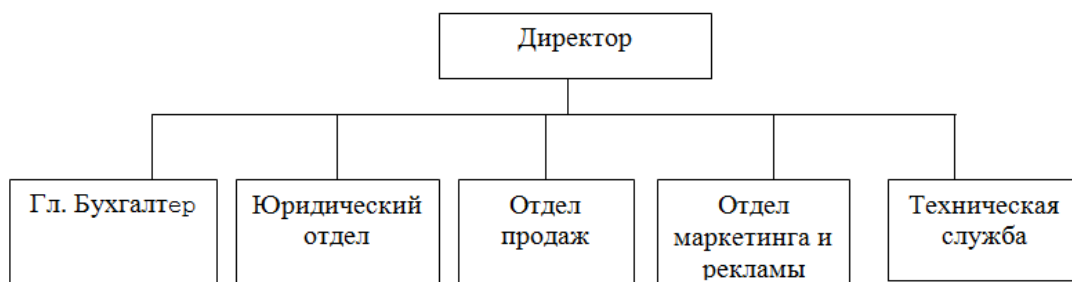 Директор
Гл. Бухгалтер
Юридический
отдел
Отдел
продаж
Отдел
маркетинга и
рекламы
Техническая
служба